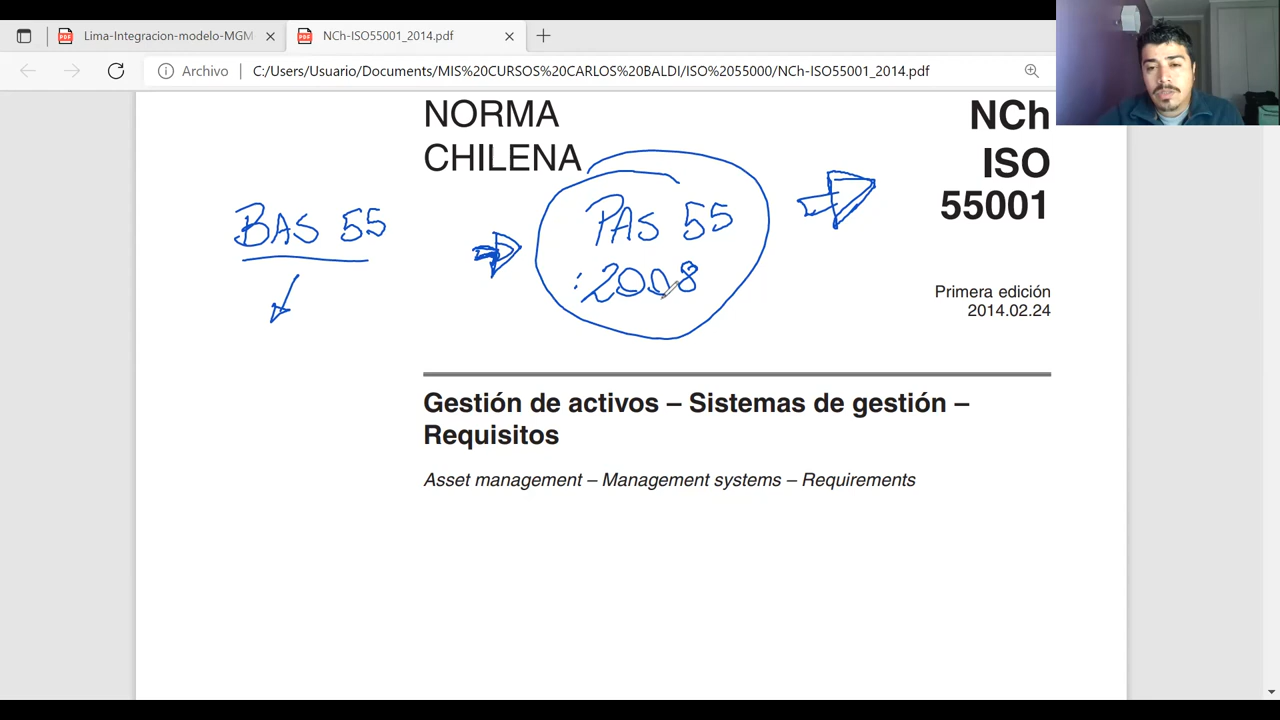 Lima-Integracion-modelo-MGM
NCh-ISO55001_2014.pdf
Archivo
C:/Users/Usuario/Documents/MGM/CURSOS%20CARLOS%20BALDI/ISO%2055000/NCh-ISO55001_2014.pdf
NORMA
CHILENA
NCh
ISO
55001
BAS 55
PAS 55
:2008
Primera edición
2014.02.24
Gestión de activos – Sistemas de gestión –
Requisitos
Asset management – Management systems – Requirements